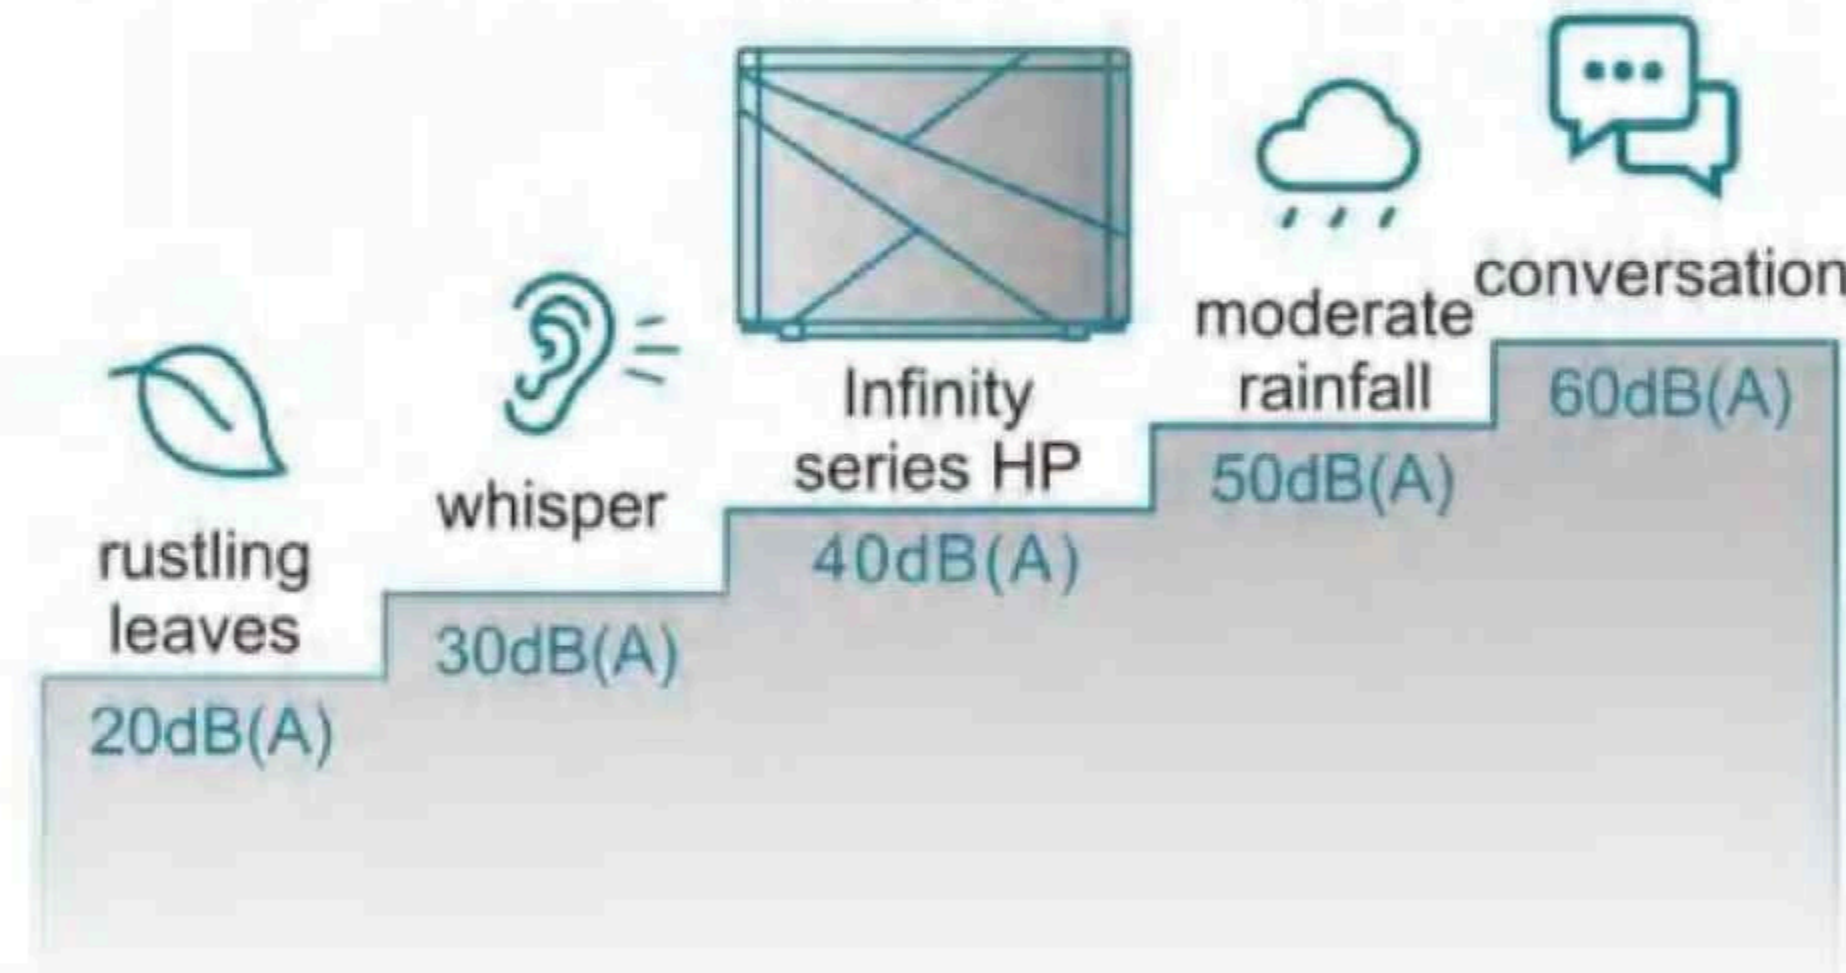 rustling
leaves
20dB(A)
whisper
30dB(A)
Infinity
series HP
40dB(A)
moderate
rainfall
50dB(A)
conversation
60dB(A)